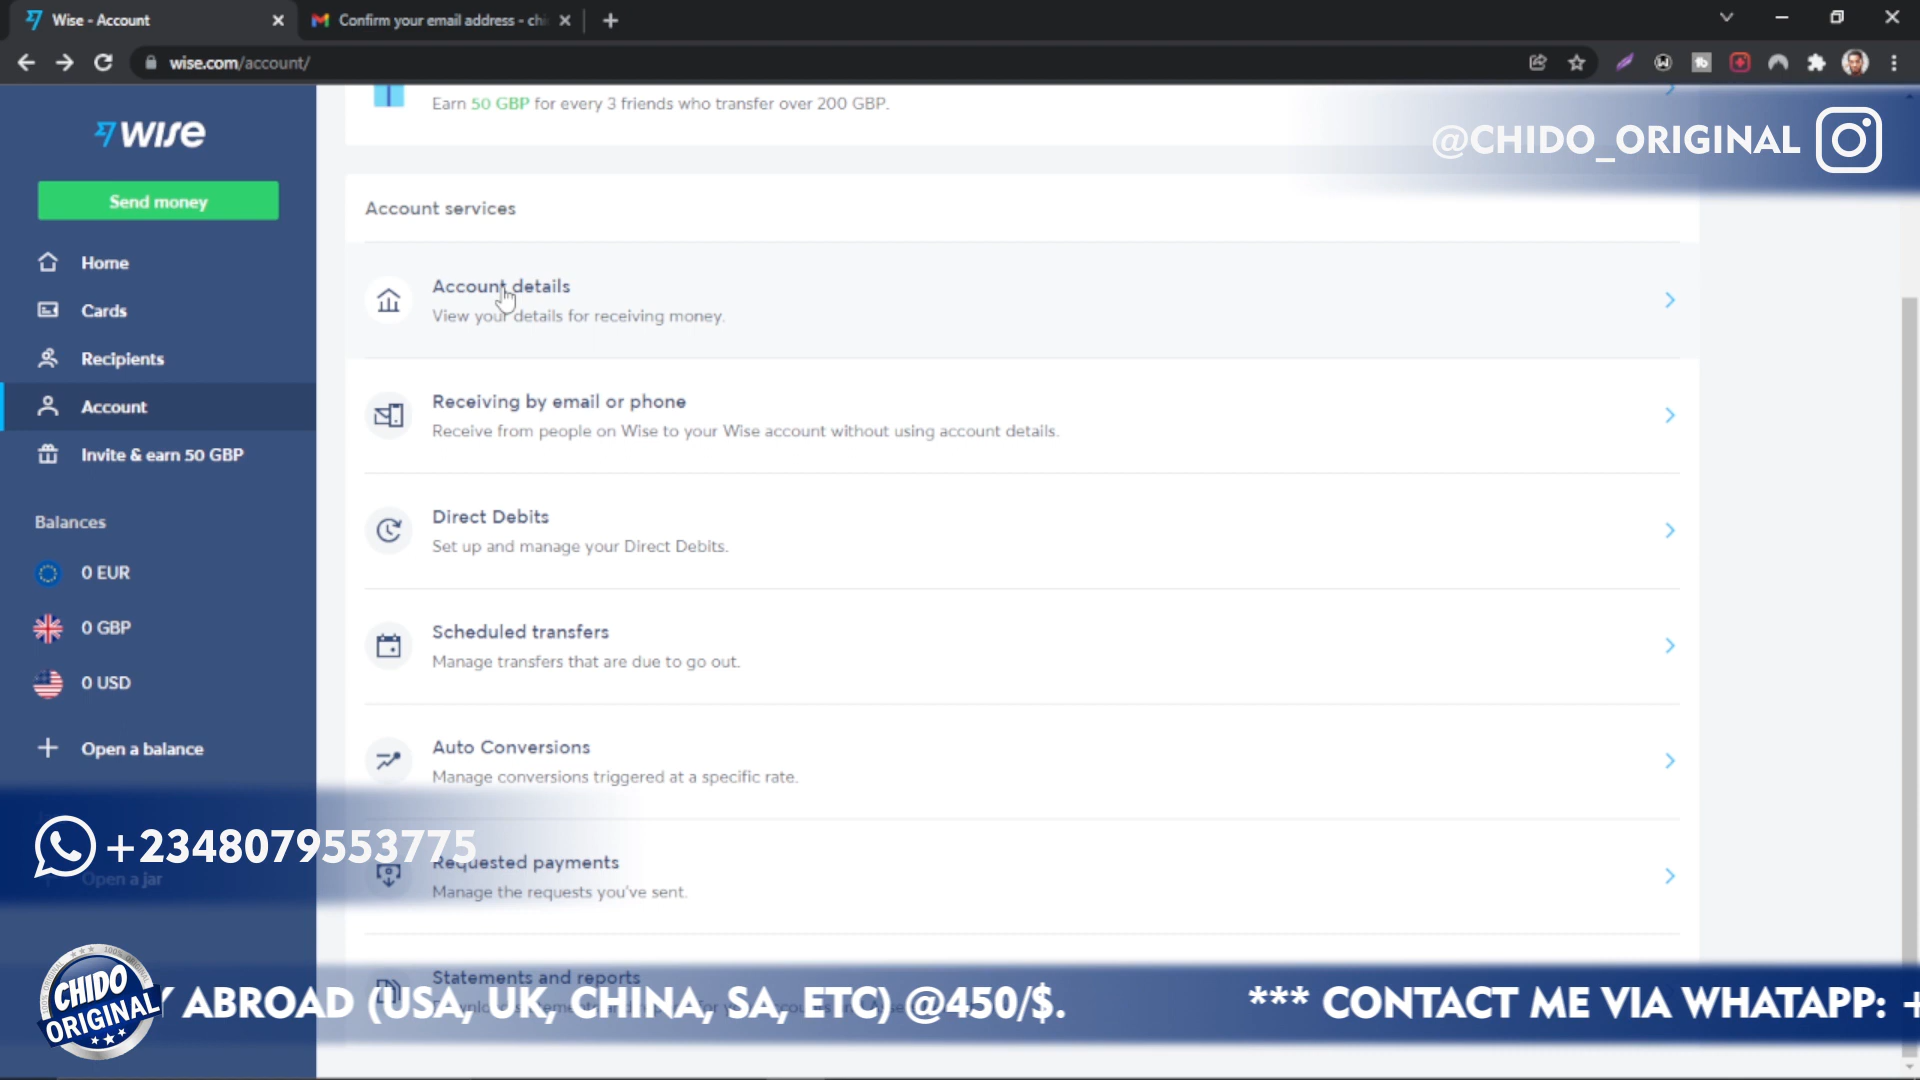 Wise - Account
Confirm your email address - chi
wise.com/account/
WISE
Send money
Home
Cards
Recipients
Account
Invite & earn 50 GBP
Balances
0 EUR
0 GBP
0 USD
Open a balance
Open a jar
Earn 50 GBP for every 3 friends who transfer over 200 GBP.
@CHIDO_ORIGINAL
Account services
Account details
View your details for receiving money.
Receiving by email or phone
Receive from people on Wise to your Wise account without using account details.
Direct Debits
Set up and manage your Direct Debits.
Scheduled transfers
Manage transfers that are due to go out.
Auto Conversions
Manage conversions triggered at a specific rate.
+2348079553775
Requested payments
Manage the requests you've sent.
Statements and reports
CHIDO
ORIGINAL
Y ABROAD (USA, UK, CHINA, SA, ETC) @450/$. *** CONTACT ME VIA WHATAPP: +